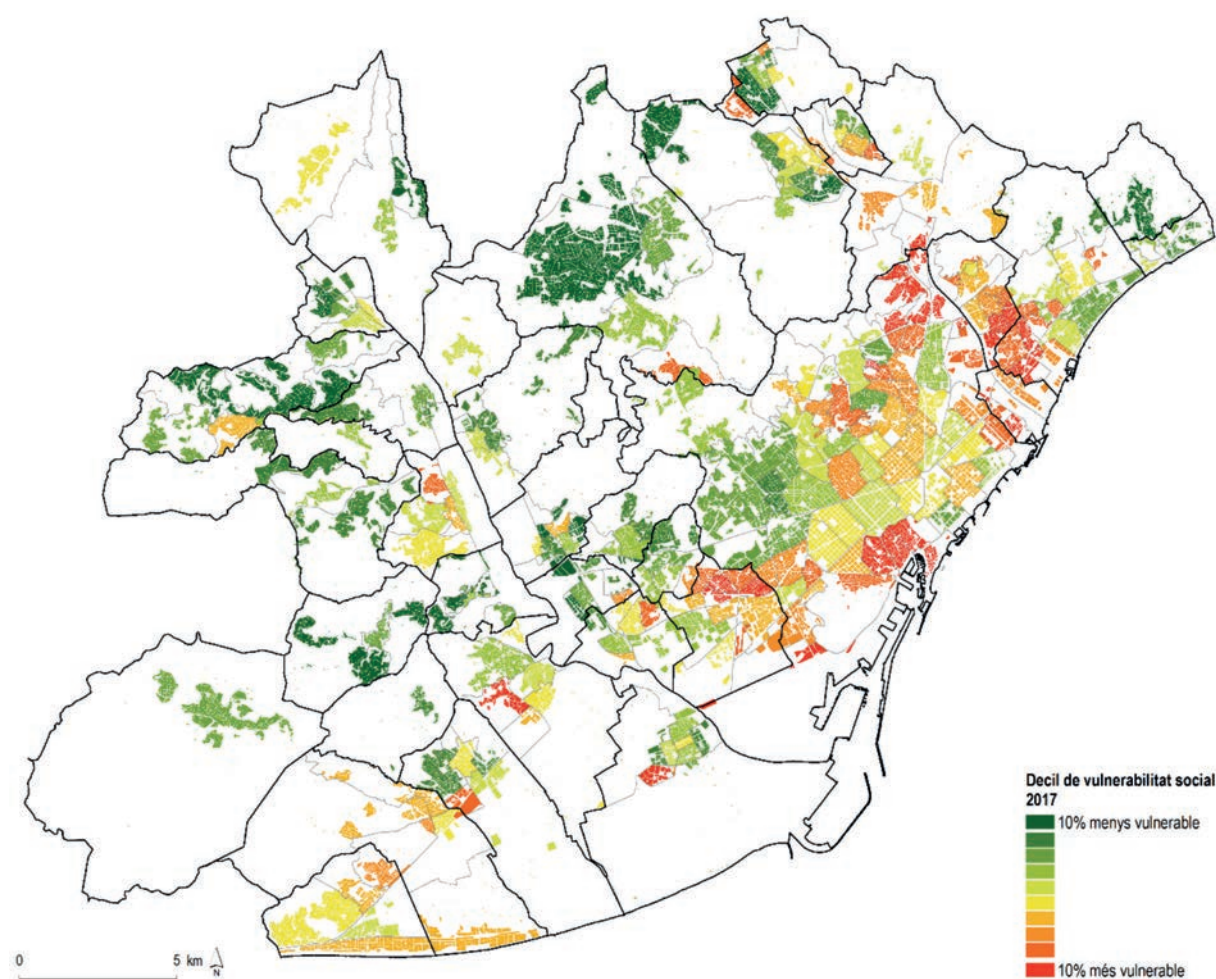 Decil de vulnerabilitat social
2017
10% menys vulnerable
10% més vulnerable
0 5 km
N